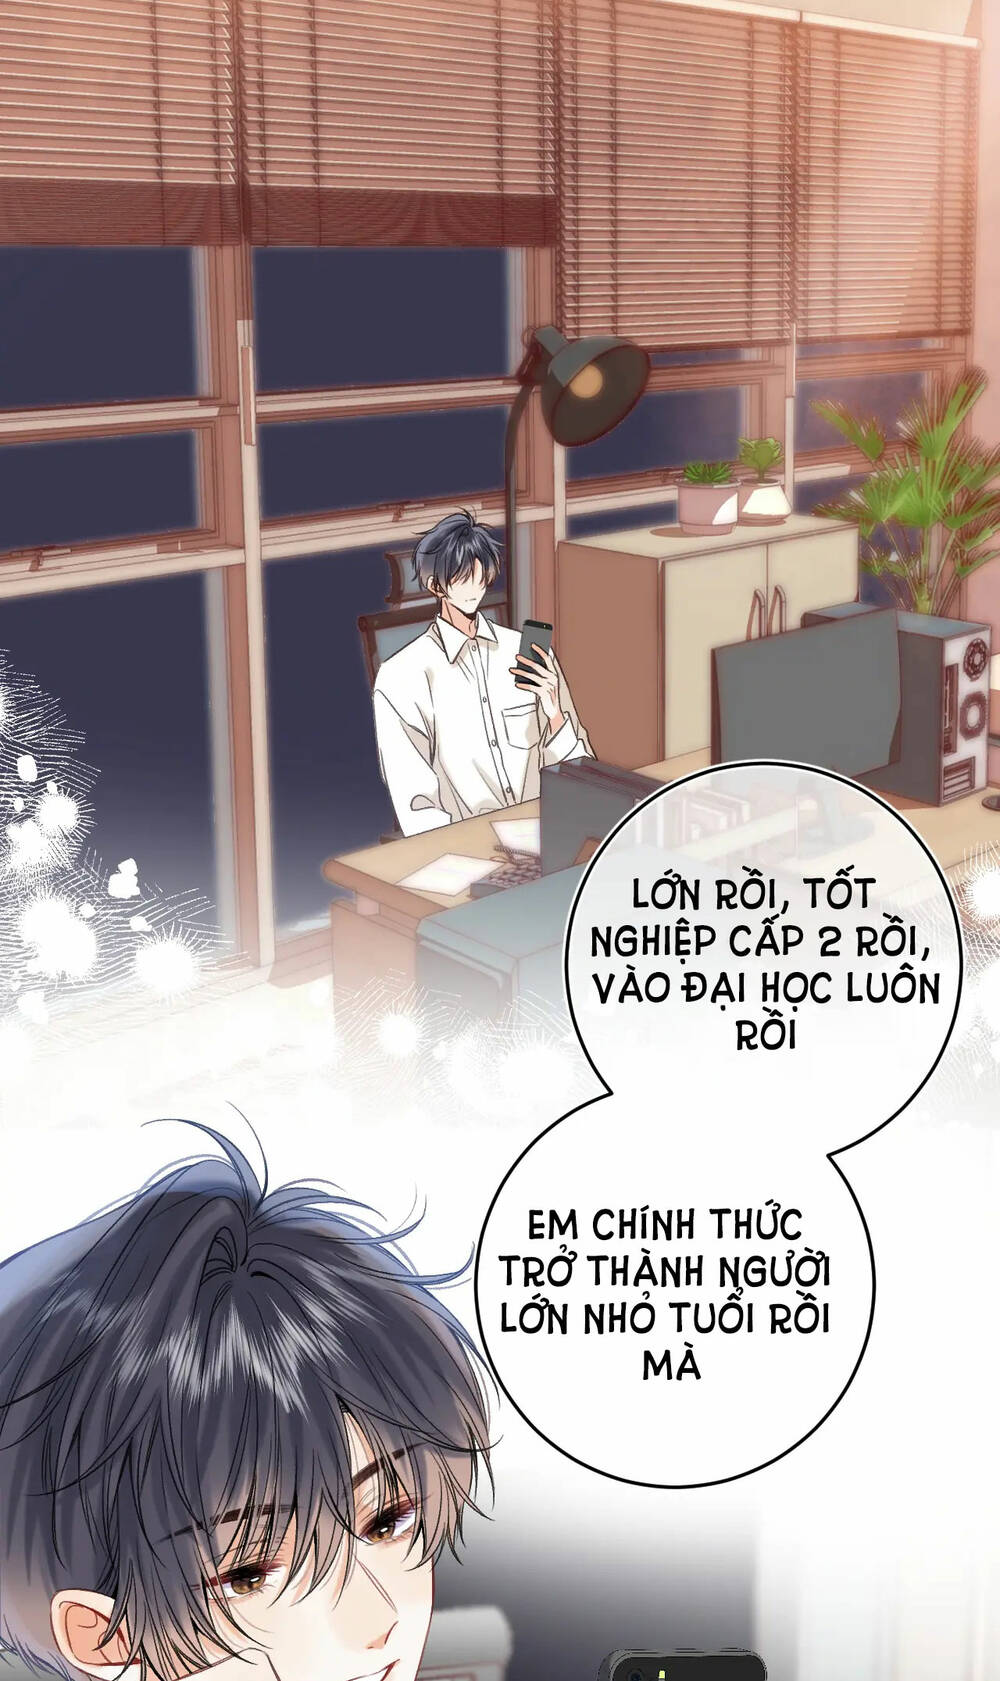 LỚN RỒI, TỐT
NGHIỆP CẤP 2 RỒI,
VÀO ĐẠI HỌC LUÔN
RỒI
EM CHÍNH THỨC
TRỞ THÀNH NGƯỜI
LỚN NHỎ TUỔI RỒI
MÀ